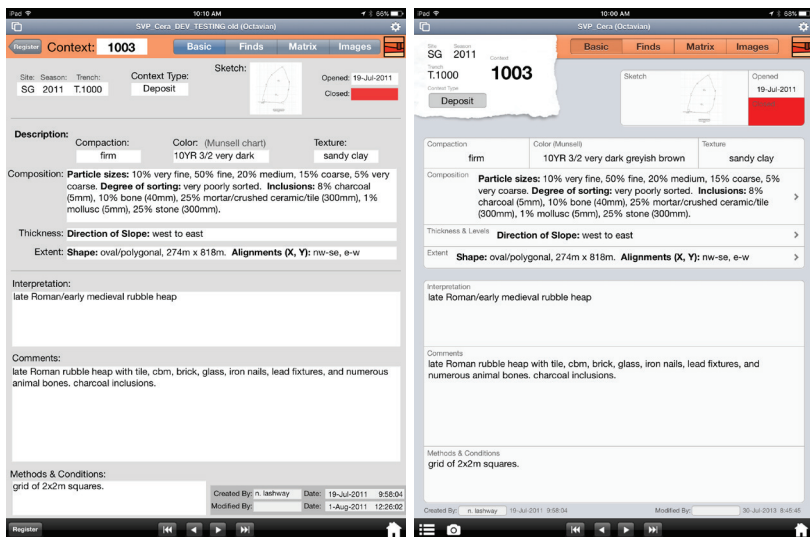 iPad 10:10 AM 66%
SVP_Cera_DEV_TESTING old (Octavian)
Register Context: 1003 Basic Finds Matrix Images
Site: Season: Trench: Context Type: Sketch: Opened: 19-Jul-2011
SG 2011 T.1000 Deposit Closed:
Description:
Compaction: Color: (Munsell chart) Texture:
firm 10YR 3/2 very dark sandy clay
Composition: Particle sizes: 10% very fine, 50% fine, 20% medium, 15% coarse, 5% very
coarse. Degree of sorting: very poorly sorted. Inclusions: 8% charcoal
(5mm), 10% bone (40mm), 25% mortar/crushed ceramic/tile (300mm), 1%
mollusc (5mm), 25% stone (300mm).
Thickness: Direction of Slope: west to east
Extent: Shape: oval/polygonal, 274m x 818m. Alignments (X, Y): nw-se, e-w
Interpretation:
late Roman/early medieval rubble heap
Comments:
late Roman rubble heap with tile, cbm, brick, glass, iron nails, lead fixtures, and numerous
animal bones. charcoal inclusions.
Methods & Conditions:
grid of 2x2m squares.
Created By: n. lashway Date: 19-Jul-2011 9:58:04
Modified By: Date: 1-Aug-2011 12:26:02
Register
iPad 10:00 AM 68%
SVP_Cera (Octavian)
Site Season Context Basic Finds Matrix Images
SG 2011
Trench
T.1000 1003
Context Type
Deposit
Sketch Opened
19-Jul-2011
Compaction Color (Munsell) Texture
firm 10YR 3/2 very dark greyish brown sandy clay
Composition Particle sizes: 10% very fine, 50% fine, 20% medium, 15% coarse, 5%
very coarse. Degree of sorting: very poorly sorted. Inclusions: 8%
charcoal (5mm), 10% bone (40mm), 25% mortar/crushed ceramic/tile
(300mm), 1% mollusc (5mm), 25% stone (300mm).
Thickness & Levels Direction of Slope: west to east
Extent Shape: oval/polygonal, 274m x 818m. Alignments (X, Y): nw-se, e-w
Interpretation
late Roman/early medieval rubble heap
Comments
late Roman rubble heap with tile, cbm, brick, glass, iron nails, lead fixtures, and
numerous animal bones. charcoal inclusions.
Methods & Conditions
grid of 2x2m squares.
Created By: n. lashway 19-Jul-2011 9:58:04 Modified By: 30-Jul-2013 8:45:45